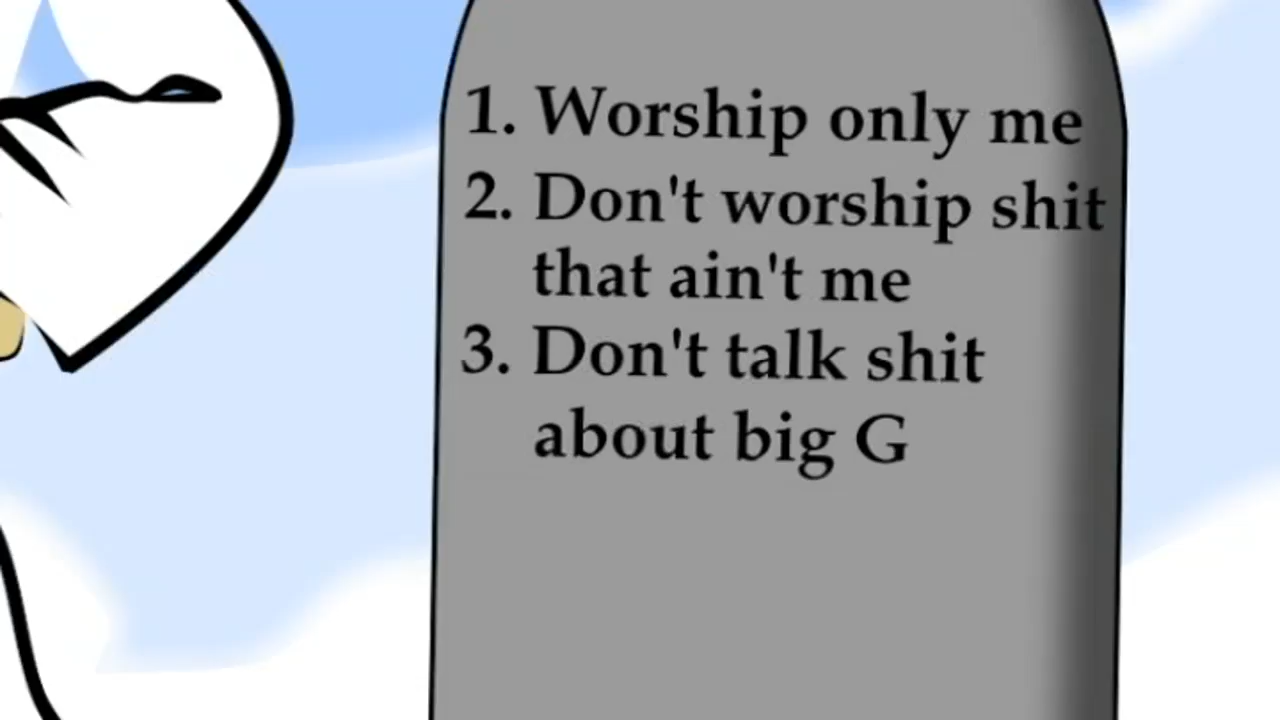 1. Worship only me
2. Don't worship shit
that ain't me
3. Don't talk shit
about big G